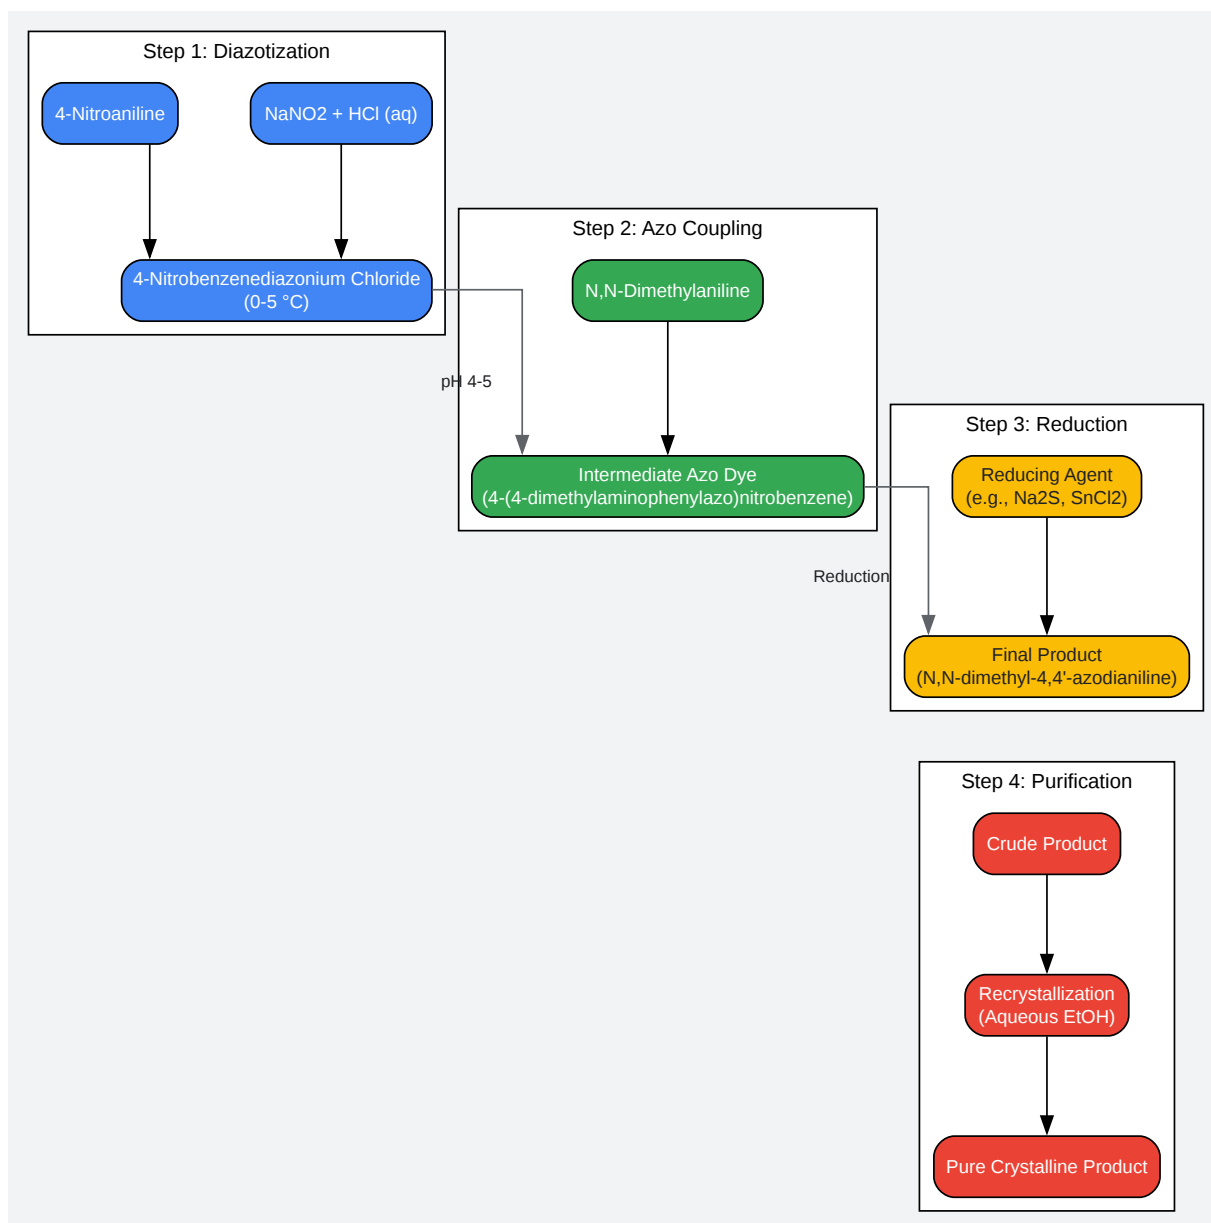 Step 1: Diazotization
4-Nitroaniline
NaNO2 + HCl (aq)
4-Nitrobenzenediazonium Chloride
(0-5 °C)
Step 2: Azo Coupling
N,N-Dimethylaniline
pH 4-5
Intermediate Azo Dye
(4-(4-dimethylaminophenylazo)nitrobenzene)
Step 3: Reduction
Reducing Agent
(e.g., Na2S, SnCl2)
Reduction
Final Product
(N,N-dimethyl-4,4'-azodianiline)
Step 4: Purification
Crude Product
Recrystallization
(Aqueous EtOH)
Pure Crystalline Product